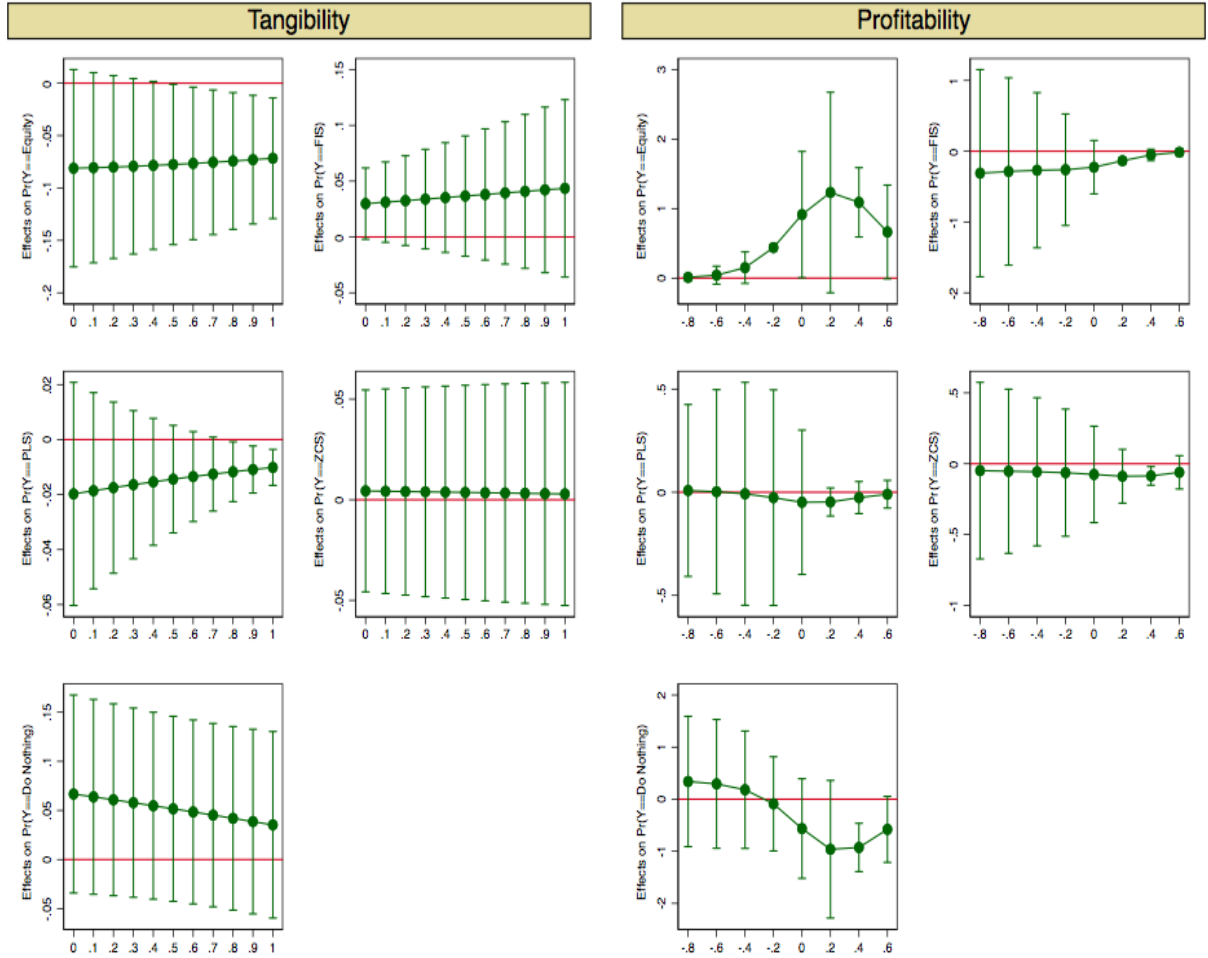 Tangibility
Profitability
Effects on Pr(Y==Equity)
0
-.05
-.1
-.15
-.2
0 .1 .2 .3 .4 .5 .6 .7 .8 .9 1
Effects on Pr(Y==FIS)
.15
.1
.05
0
-.05
0 .1 .2 .3 .4 .5 .6 .7 .8 .9 1
Effects on Pr(Y==Equity)
3
2
1
0
-.8 -.6 -.4 -.2 0 .2 .4 .6
Effects on Pr(Y==FIS)
1
0
-1
-2
-.8 -.6 -.4 -.2 0 .2 .4 .6
Effects on Pr(Y==PLS)
.02
0
-.02
-.04
-.06
0 .1 .2 .3 .4 .5 .6 .7 .8 .9 1
Effects on Pr(Y==ZCS)
.05
0
-.05
0 .1 .2 .3 .4 .5 .6 .7 .8 .9 1
Effects on Pr(Y==PLS)
.5
0
-.5
-.8 -.6 -.4 -.2 0 .2 .4 .6
Effects on Pr(Y==ZCS)
.5
0
-.5
-1
-.8 -.6 -.4 -.2 0 .2 .4 .6
Effects on Pr(Y==Do Nothing)
.15
.1
.05
0
-.05
0 .1 .2 .3 .4 .5 .6 .7 .8 .9 1
Effects on Pr(Y==Do Nothing)
2
1
0
-1
-2
-.8 -.6 -.4 -.2 0 .2 .4 .6